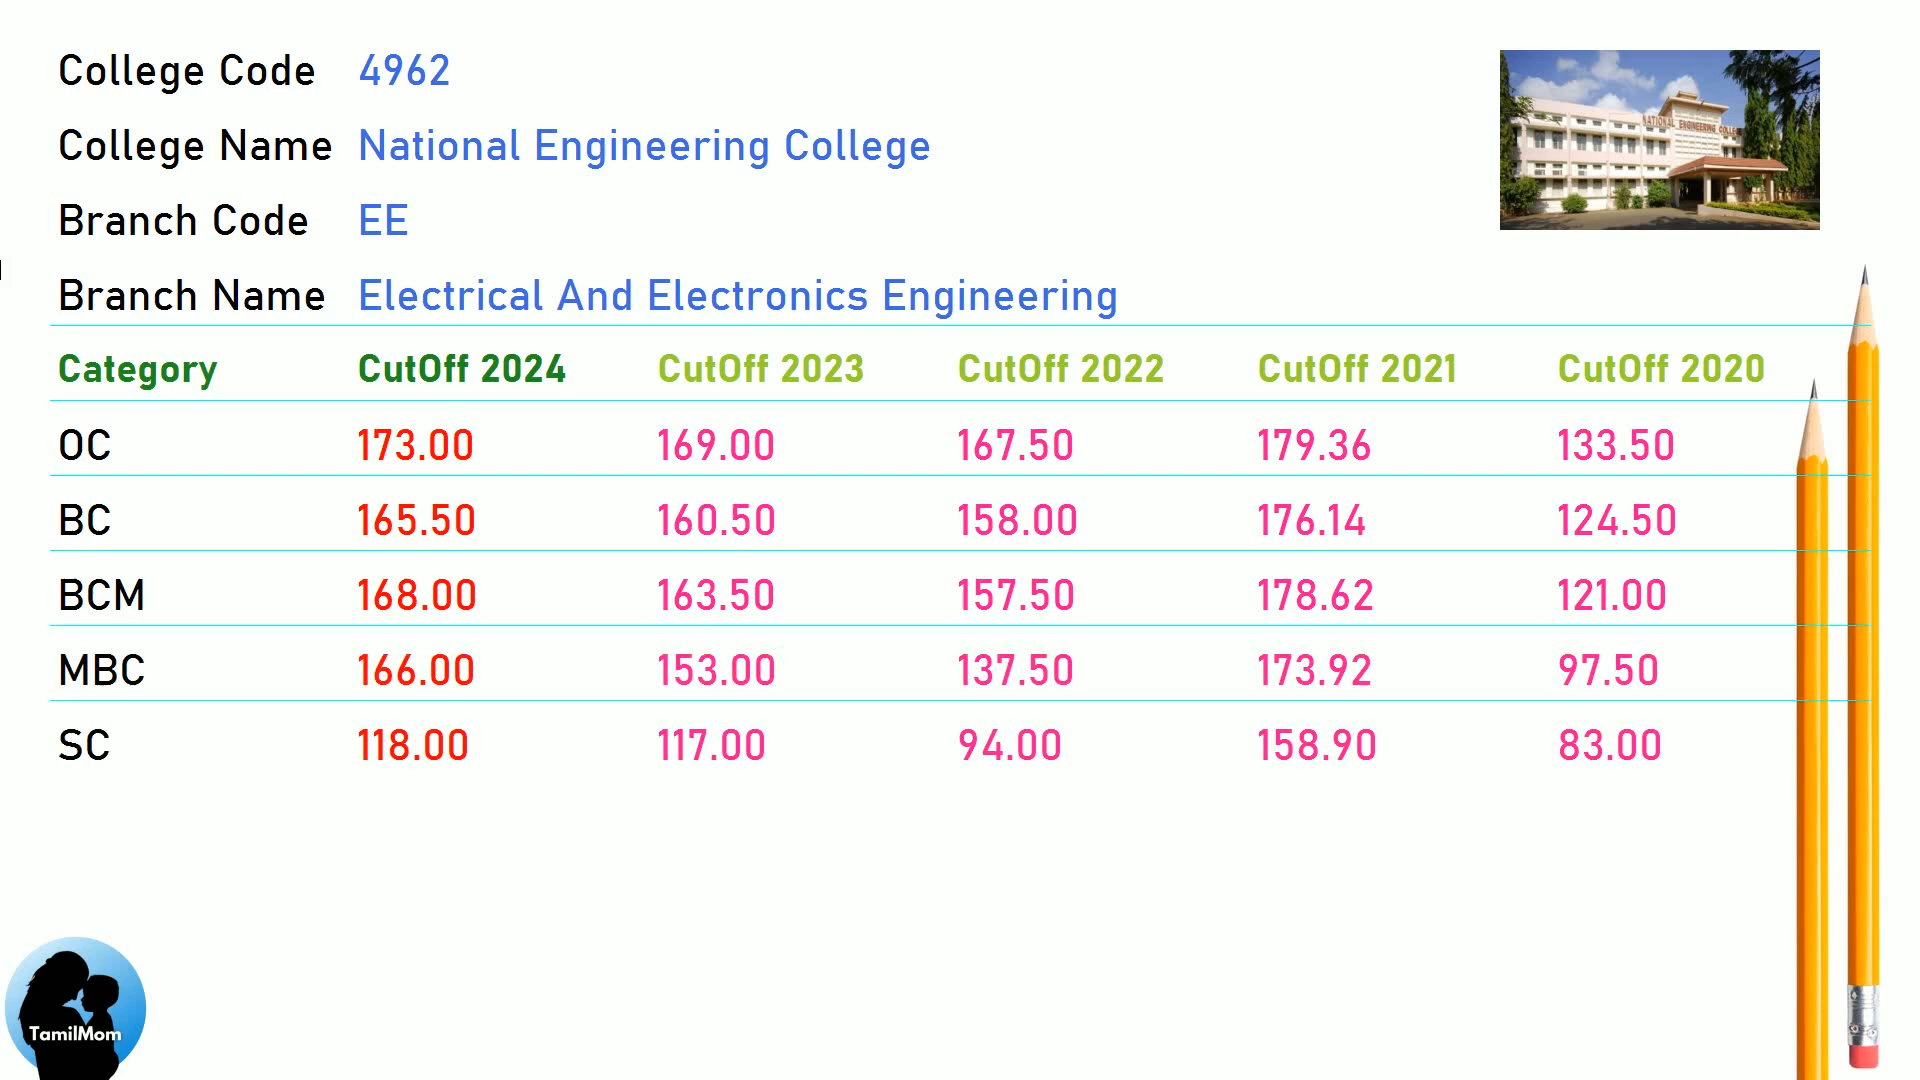 College Code 4962
College Name National Engineering College
NATIONAL ENGINEERING COLLEGE
Branch Code EE
Branch Name Electrical And Electronics Engineering
Category CutOff 2024 CutOff 2023 CutOff 2022 CutOff 2021 CutOff 2020
OC 173.00 169.00 167.50 179.36 133.50
BC 165.50 160.50 158.00 176.14 124.50
BCM 168.00 163.50 157.50 178.62 121.00
MBC 166.00 153.00 137.50 173.92 97.50
SC 118.00 117.00 94.00 158.90 83.00
TamilMom